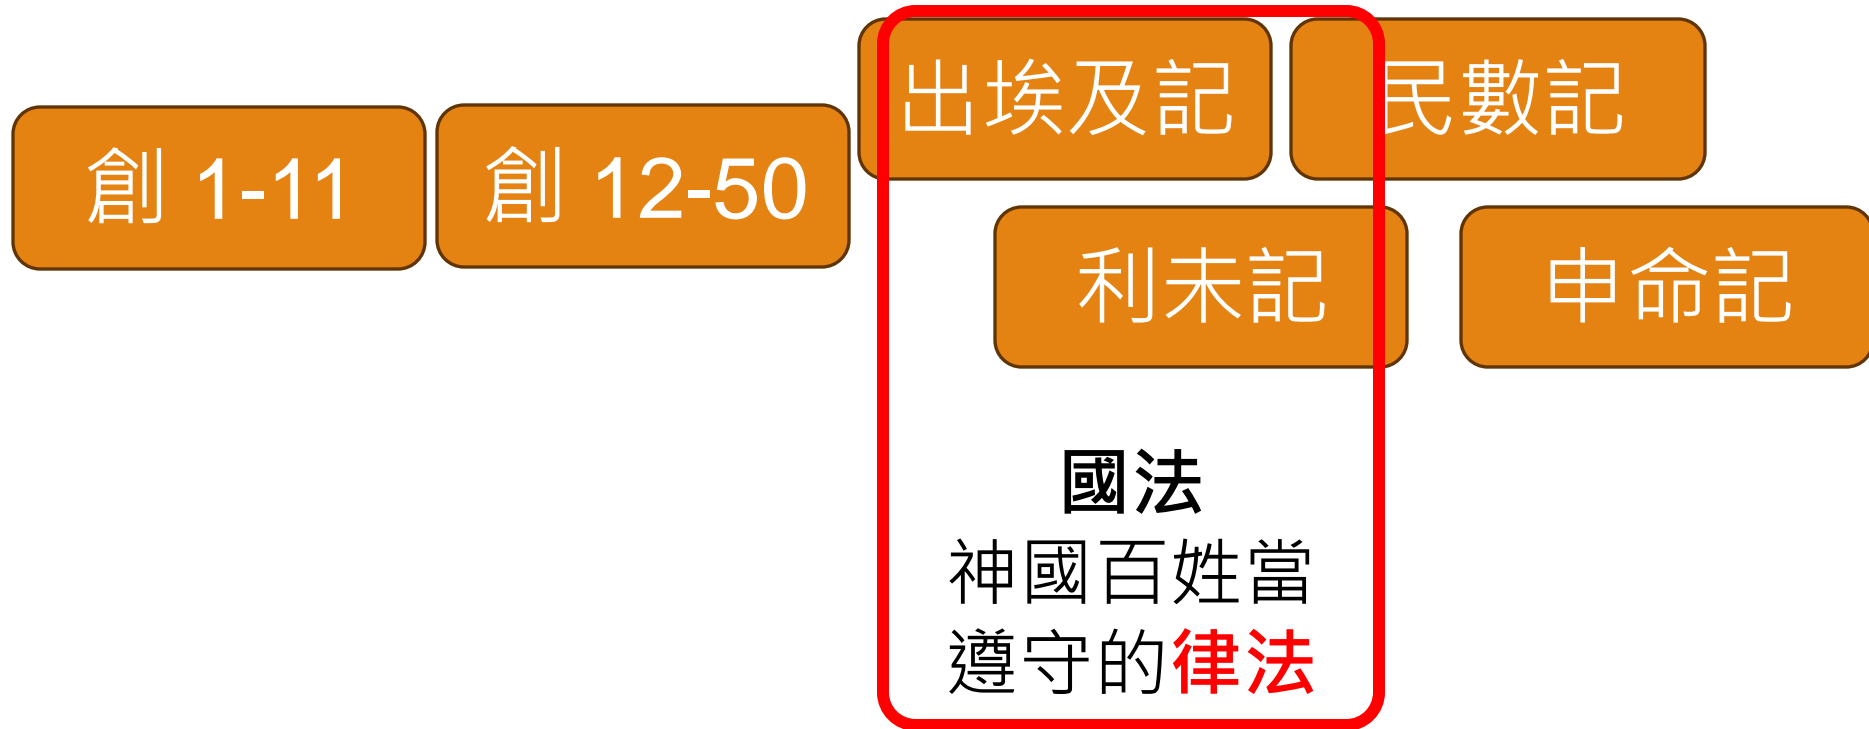 創 1-11
創 12-50
出埃及記
民數記
利未記
申命記
國法
神國百姓當
遵守的律法